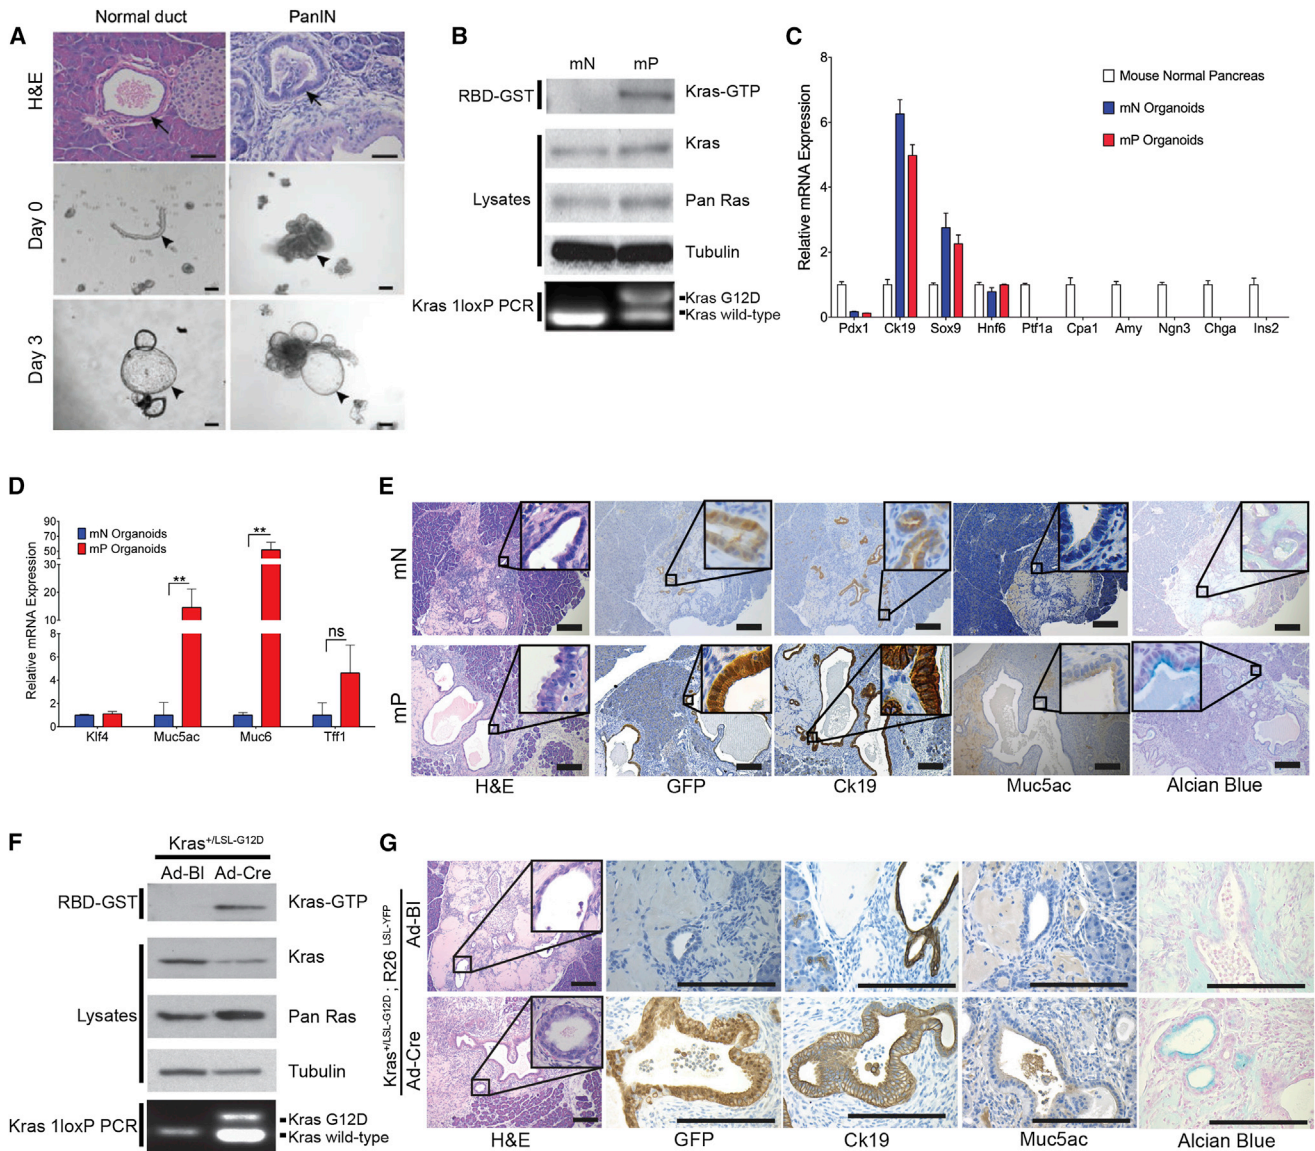 A
Normal duct
PanIN
H&E
Day 0
Day 3
B
mN
mP
RBD-GST
Kras-GTP
Kras
Lysates
Pan Ras
Tubulin
Kras 1loxP PCR
Kras G12D
Kras wild-type
C
Relative mRNA Expression
8
6
4
2
0
Mouse Normal Pancreas
mN Organoids
mP Organoids
Pdx1 Ck19 Sox9 Hnf6 Ptf1a Cpa1 Amy Ngn3 Chga Ins2
D
Relative mRNA Expression
90
70
50
30
20
10
8
6
4
2
0
mN Organoids
mP Organoids
**
**
ns
Klf4 Muc5ac Muc6 Tff1
E
mN
mP
H&E GFP Ck19 Muc5ac Alcian Blue
F
Kras+/LSL-G12D
Ad-Bl Ad-Cre
RBD-GST
Kras-GTP
Kras
Lysates
Pan Ras
Tubulin
Kras 1loxP PCR
Kras G12D
Kras wild-type
G
Kras+/LSL-G12D; R26 LSL-YFP
Ad-Bl
Ad-Cre
H&E GFP Ck19 Muc5ac Alcian Blue